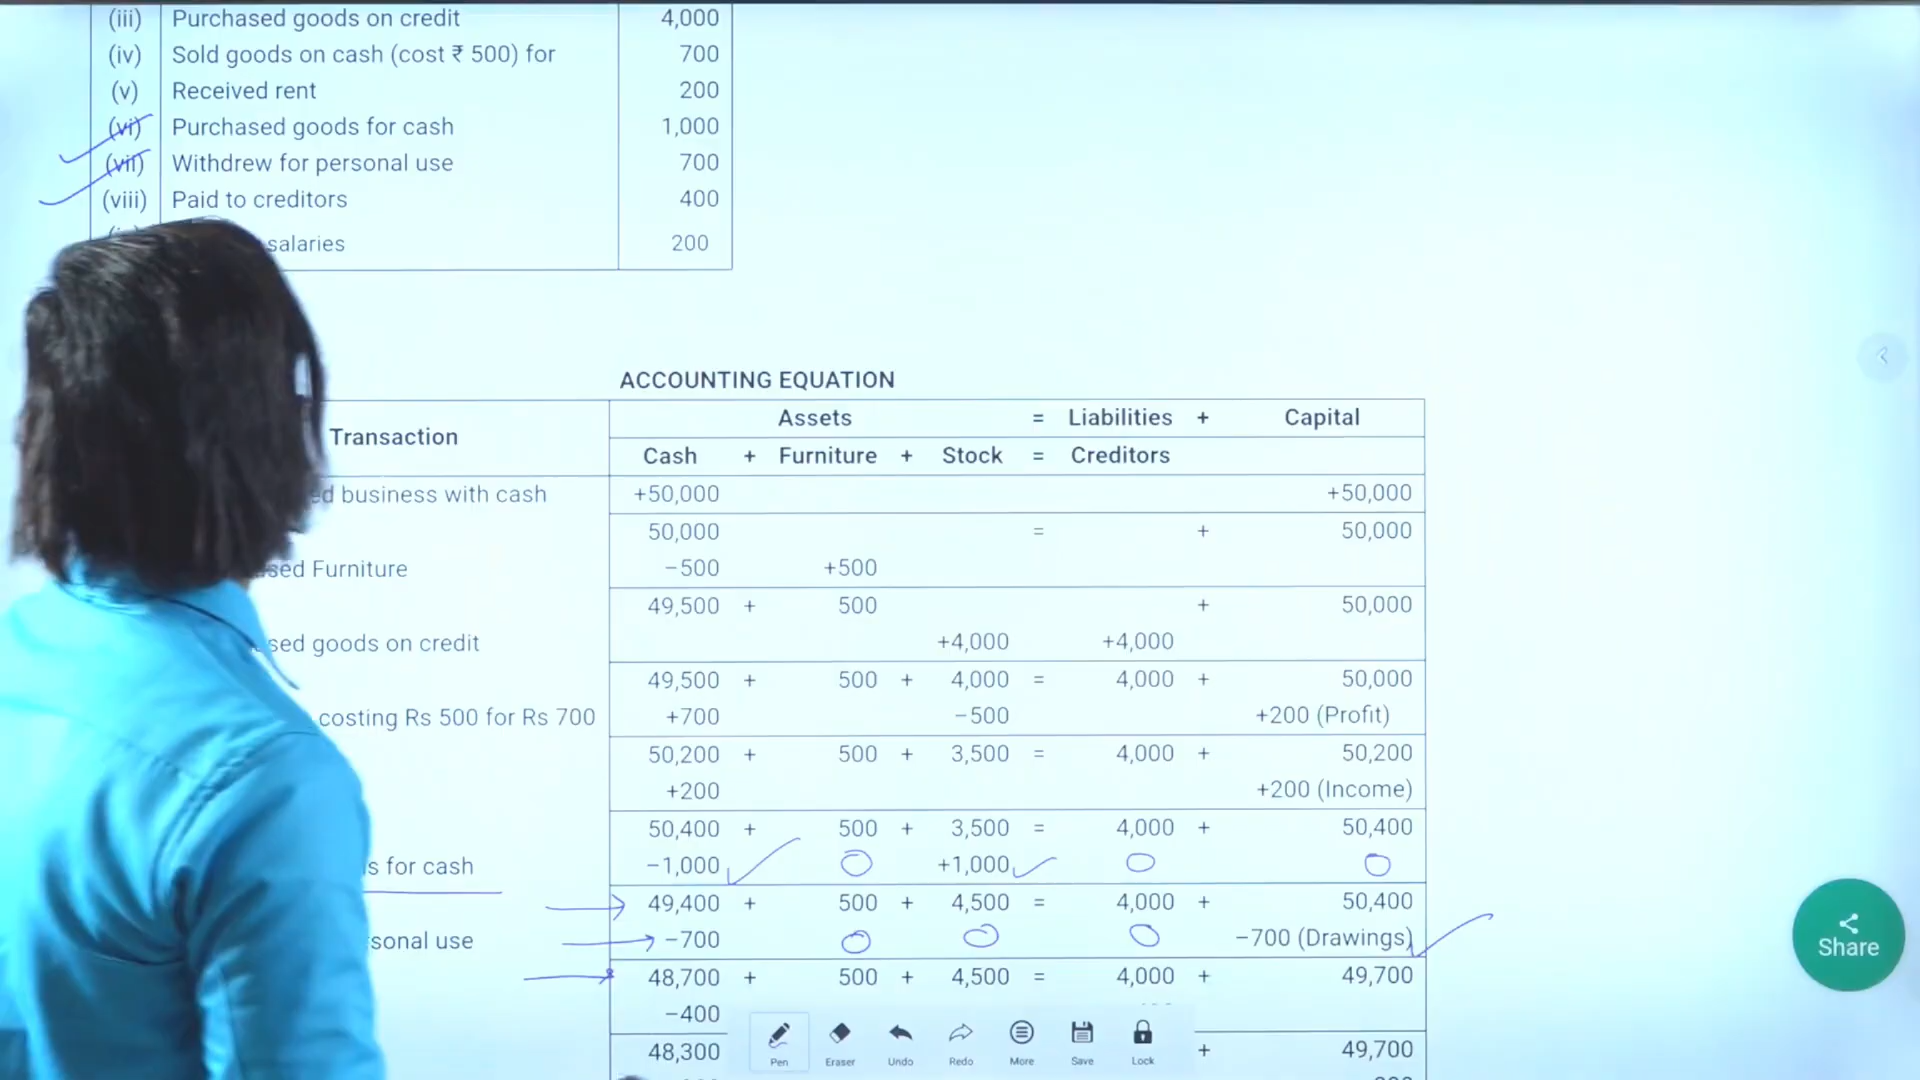 (iii) Purchased goods on credit 4,000
(iv) Sold goods on cash (cost ₹ 500) for 700
(v) Received rent 200
(vi) Purchased goods for cash 1,000
(vii) Withdrew for personal use 700
(viii) Paid to creditors 400
salaries 200
ACCOUNTING EQUATION
Transaction Assets = Liabilities + Capital
Cash + Furniture + Stock = Creditors
ed business with cash +50,000 +50,000
50,000 = + 50,000
sed Furniture −500 +500
49,500 + 500 + 50,000
sed goods on credit +4,000 +4,000
49,500 + 500 + 4,000 = 4,000 + 50,000
costing Rs 500 for Rs 700 +700 −500 +200 (Profit)
50,200 + 500 + 3,500 = 4,000 + 50,200
+200 +200 (Income)
50,400 + 500 + 3,500 = 4,000 + 50,400
s for cash −1,000 +1,000
49,400 + 500 + 4,500 = 4,000 + 50,400
sonal use −700 −700 (Drawings)
48,700 + 500 + 4,500 = 4,000 + 49,700
−400
48,300 + 49,700
Pen Eraser Undo Redo More Save Lock
Share